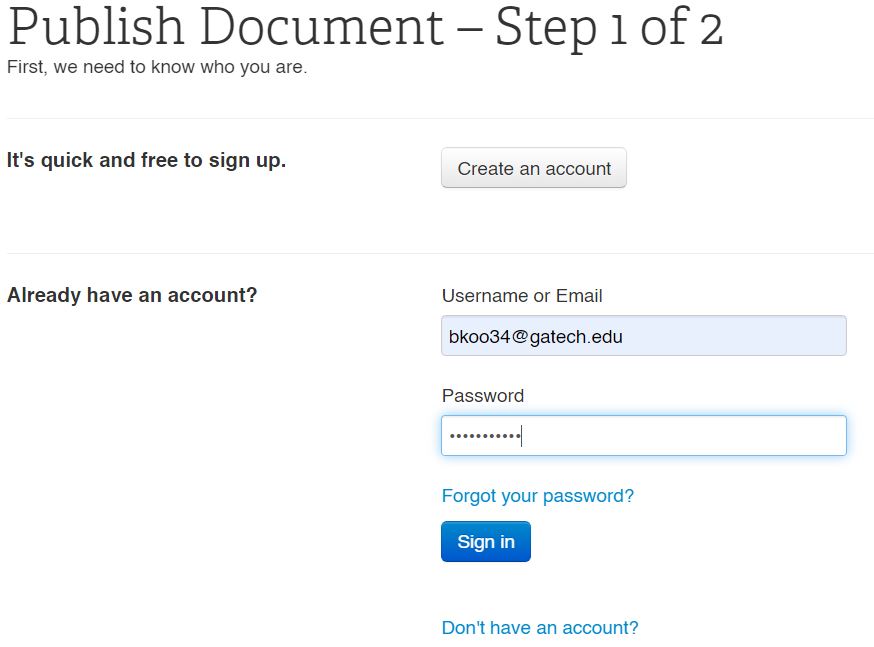 Publish Document – Step 1 of 2
First, we need to know who you are.
It's quick and free to sign up.
Create an account
Already have an account?
Username or Email
bkoo34@gatech.edu
Password
•••••••••••
Forgot your password?
Sign in
Don't have an account?